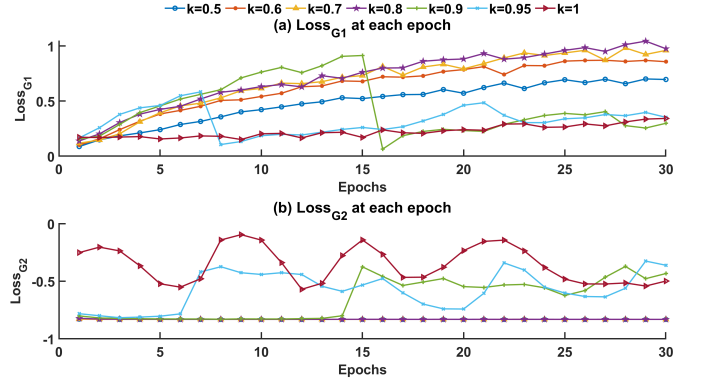 k=0.5 k=0.6 k=0.7 k=0.8 k=0.9 k=0.95 k=1
(a) Loss_G1 at each epoch
Loss_G1
1
0.5
0
0 5 10 15 20 25 30
Epochs
(b) Loss_G2 at each epoch
Loss_G2
0
-0.5
-1
0 5 10 15 20 25 30
Epochs